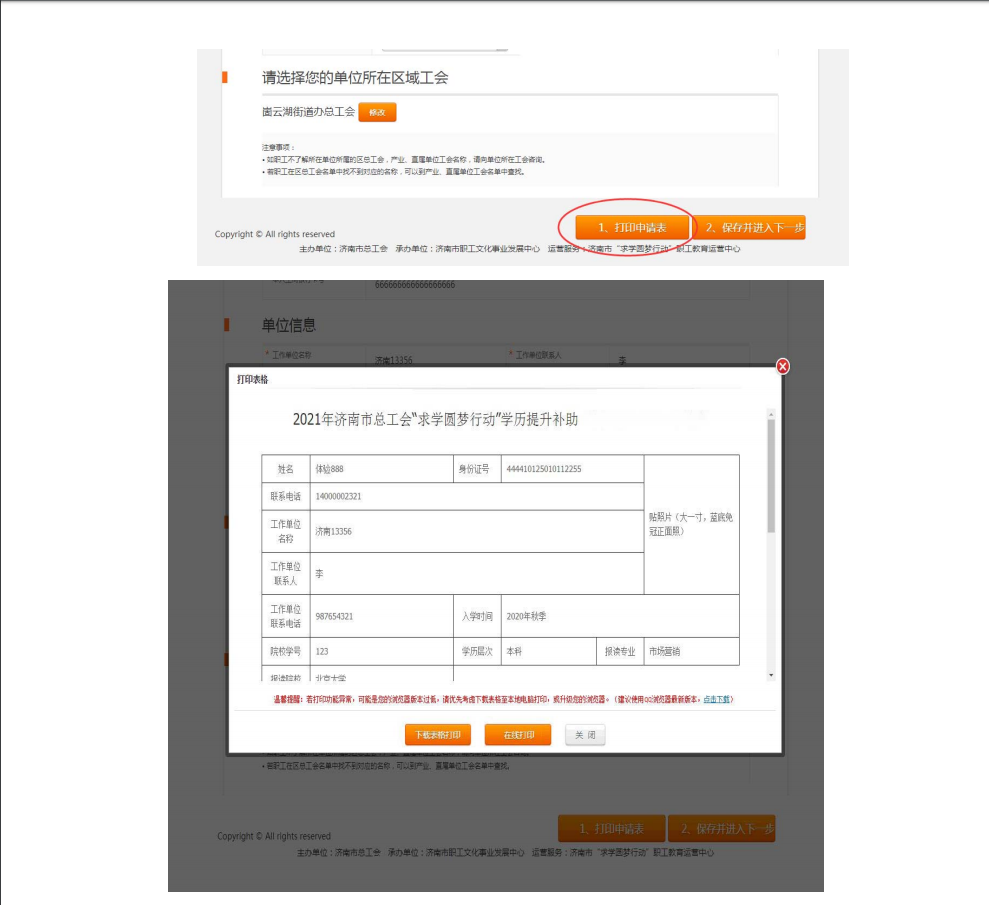 请选择您的单位所在区域工会
崮云湖街道办总工会 修改
注意事项：
• 如职工不了解所在单位所属的区总工会，产业、直属单位工会名称，请向单位所在工会咨询。
• 若职工在区总工会名单中找不到对应的名称，可以到产业、直属单位工会名单中查找。
1、打印申请表 2、保存并进入下一步
Copyright © All rights reserved
主办单位：济南市总工会 承办单位：济南市职工文化事业发展中心 运营服务：济南市“求学圆梦行动”职工教育运营中心
666666666666666666
单位信息
* 工作单位名称 济南13356 * 工作单位联系人 李
打印表格
2021年济南市总工会“求学圆梦行动”学历提升补助
姓名 体验888 身份证号 444410125010112255
联系电话 14000002321
贴照片（大一寸，蓝底免
冠正面照）
工作单位
名称
济南13356
工作单位
联系人
李
工作单位
联系电话
987654321 入学时间 2020年秋季
院校学号 123 学历层次 本科 报读专业 市场营销
报读院校 北京大学
温馨提醒：若打印功能异常，可能是您的浏览器版本过低，请优先考虑下载表格至本地电脑打印，或升级您的浏览器。（建议使用QQ浏览器最新版本，点击下载）
下载表格打印 在线打印 关 闭
• 若职工在区总工会名单中找不到对应的名称，可以到产业、直属单位工会名单中查找。
1、打印申请表 2、保存并进入下一步
Copyright © All rights reserved
主办单位：济南市总工会 承办单位：济南市职工文化事业发展中心 运营服务：济南市“求学圆梦行动”职工教育运营中心